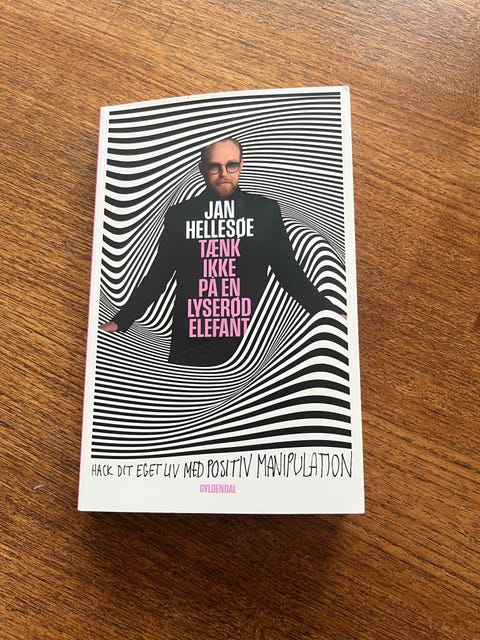 JAN
HELLESØE
TÆNK
IKKE
PÅ EN
LYSERØD
ELEFANT
HACK DIT EGET LIV MED POSITIV MANIPULATION
GYLDENDAL